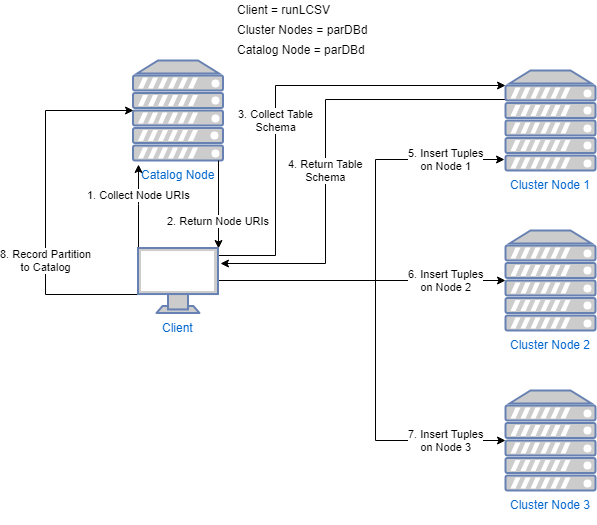 Client = runLCSV
Cluster Nodes = parDBd
Catalog Node = parDBd
3. Collect Table
Schema
4. Return Table
Schema
5. Insert Tuples
on Node 1
Catalog Node
Cluster Node 1
1. Collect Node URIs
2. Return Node URIs
8. Record Partition
to Catalog
6. Insert Tuples
on Node 2
Client
Cluster Node 2
7. Insert Tuples
on Node 3
Cluster Node 3